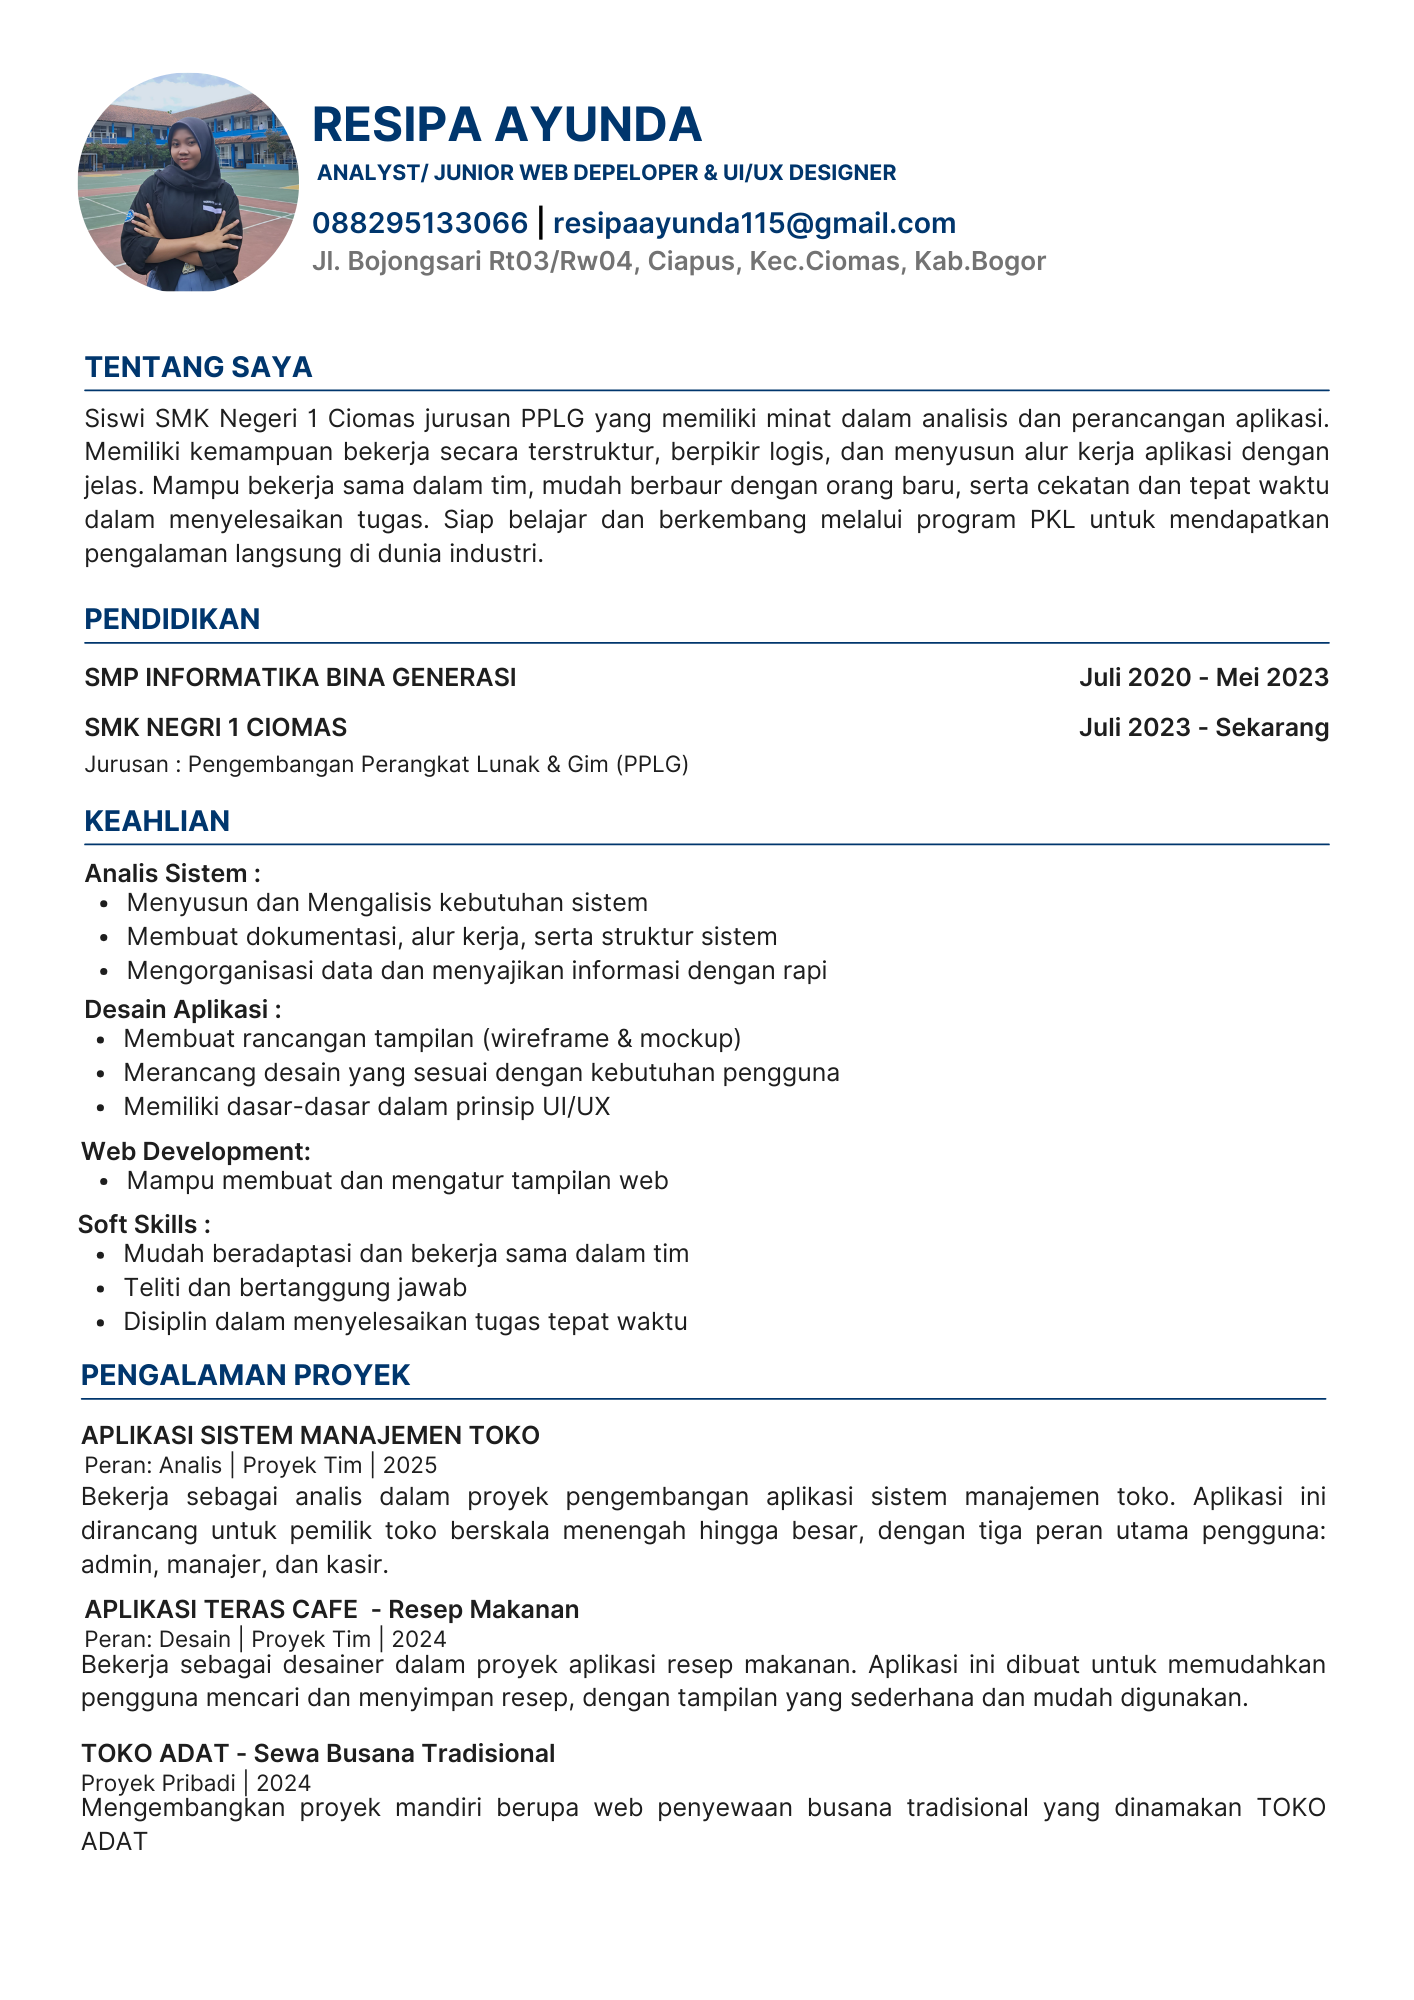 RESIPA AYUNDA
ANALYST/ JUNIOR WEB DEPELOPER & UI/UX DESIGNER
088295133066 | resipaayunda115@gmail.com
Jl. Bojongsari Rt03/Rw04, Ciapus, Kec.Ciomas, Kab.Bogor
TENTANG SAYA
Siswi SMK Negeri 1 Ciomas jurusan PPLG yang memiliki minat dalam analisis dan perancangan aplikasi.
Memiliki kemampuan bekerja secara terstruktur, berpikir logis, dan menyusun alur kerja aplikasi dengan
jelas. Mampu bekerja sama dalam tim, mudah berbaur dengan orang baru, serta cekatan dan tepat waktu
dalam menyelesaikan tugas. Siap belajar dan berkembang melalui program PKL untuk mendapatkan
pengalaman langsung di dunia industri.
PENDIDIKAN
SMP INFORMATIKA BINA GENERASI Juli 2020 - Mei 2023
SMK NEGRI 1 CIOMAS Juli 2023 - Sekarang
Jurusan : Pengembangan Perangkat Lunak & Gim (PPLG)
KEAHLIAN
Analis Sistem :
• Menyusun dan Mengalisis kebutuhan sistem
• Membuat dokumentasi, alur kerja, serta struktur sistem
• Mengorganisasi data dan menyajikan informasi dengan rapi
Desain Aplikasi :
• Membuat rancangan tampilan (wireframe & mockup)
• Merancang desain yang sesuai dengan kebutuhan pengguna
• Memiliki dasar-dasar dalam prinsip UI/UX
Web Development:
• Mampu membuat dan mengatur tampilan web
Soft Skills :
• Mudah beradaptasi dan bekerja sama dalam tim
• Teliti dan bertanggung jawab
• Disiplin dalam menyelesaikan tugas tepat waktu
PENGALAMAN PROYEK
APLIKASI SISTEM MANAJEMEN TOKO
Peran: Analis | Proyek Tim | 2025
Bekerja sebagai analis dalam proyek pengembangan aplikasi sistem manajemen toko. Aplikasi ini
dirancang untuk pemilik toko berskala menengah hingga besar, dengan tiga peran utama pengguna:
admin, manajer, dan kasir.
APLIKASI TERAS CAFE - Resep Makanan
Peran: Desain | Proyek Tim | 2024
Bekerja sebagai desainer dalam proyek aplikasi resep makanan. Aplikasi ini dibuat untuk memudahkan
pengguna mencari dan menyimpan resep, dengan tampilan yang sederhana dan mudah digunakan.
TOKO ADAT - Sewa Busana Tradisional
Proyek Pribadi | 2024
Mengembangkan proyek mandiri berupa web penyewaan busana tradisional yang dinamakan TOKO
ADAT